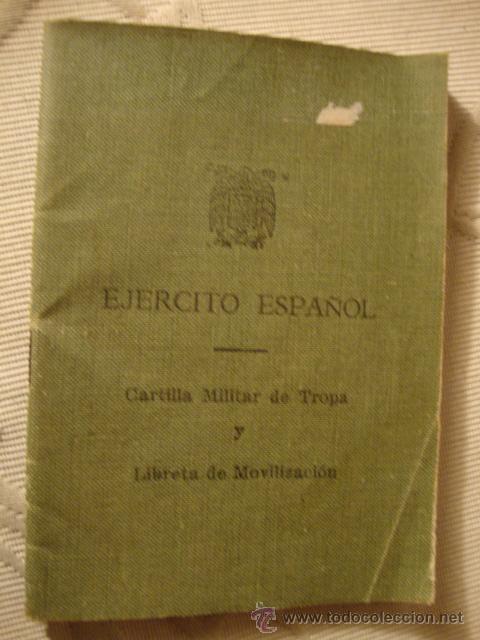 EJERCITO ESPAÑOL
Cartilla Militar de Tropa
y
Libreta de Movilización
www.todocoleccion.net